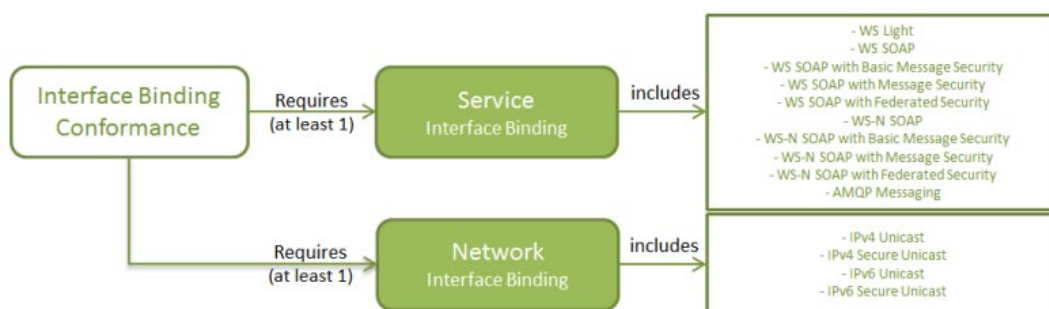 Interface Binding
Conformance
Requires
(at least 1)
Service
Interface Binding
includes
- WS Light
- WS SOAP
- WS SOAP with Basic Message Security
- WS SOAP with Message Security
- WS SOAP with Federated Security
- WS-N SOAP
- WS-N SOAP with Basic Message Security
- WS-N SOAP with Message Security
- WS-N SOAP with Federated Security
- AMQP Messaging
Requires
(at least 1)
Network
Interface Binding
includes
- IPv4 Unicast
- IPv4 Secure Unicast
- IPv6 Unicast
- IPv6 Secure Unicast